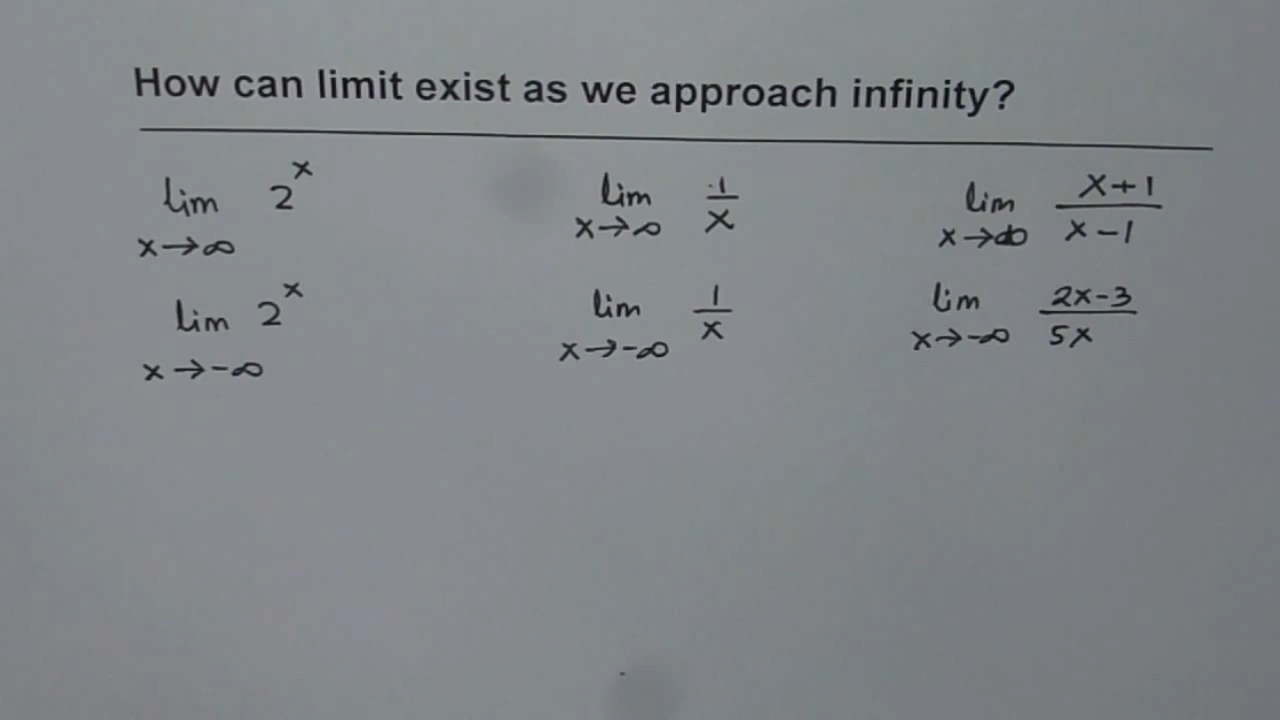 How can limit exist as we approach infinity?
lim 2^x
x→∞
lim 1/x
x→∞
lim x+1/x−1
x→∞
lim 2^x
x→-∞
lim 1/x
x→-∞
lim 2x-3/5x
x→-∞